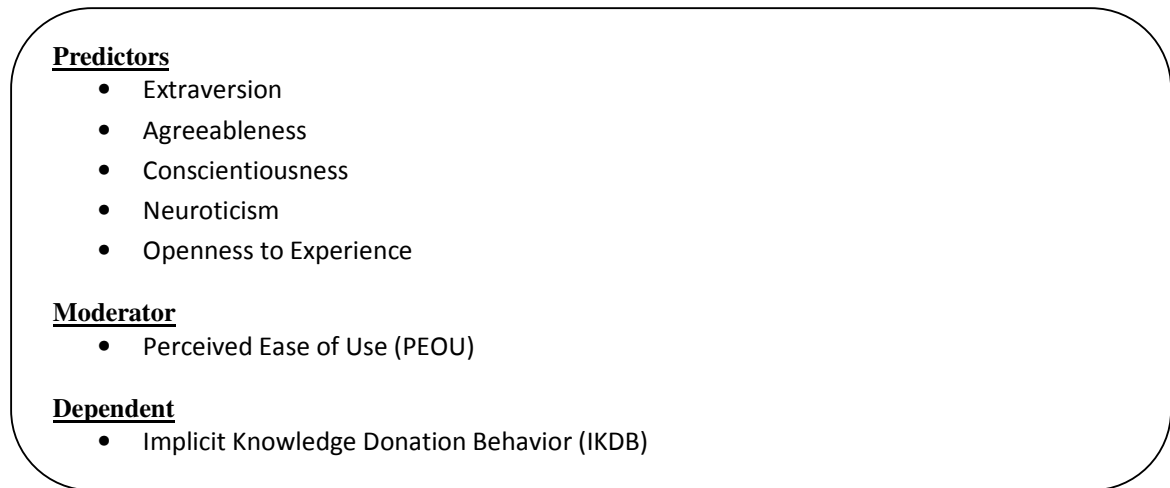 Predictors
• Extraversion
• Agreeableness
• Conscientiousness
• Neuroticism
• Openness to Experience
Moderator
• Perceived Ease of Use (PEOU)
Dependent
• Implicit Knowledge Donation Behavior (IKDB)